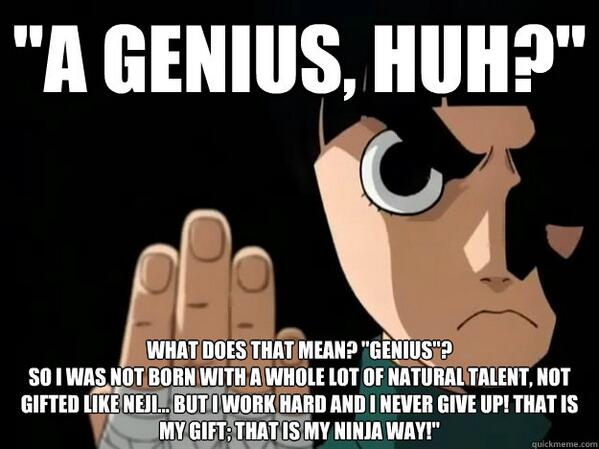 "A GENIUS, HUH?"
WHAT DOES THAT MEAN? "GENIUS"?
SO I WAS NOT BORN WITH A WHOLE LOT OF NATURAL TALENT, NOT
GIFTED LIKE NEJI... BUT I WORK HARD AND I NEVER GIVE UP! THAT IS
MY GIFT; THAT IS MY NINJA WAY!"
quickmeme.com